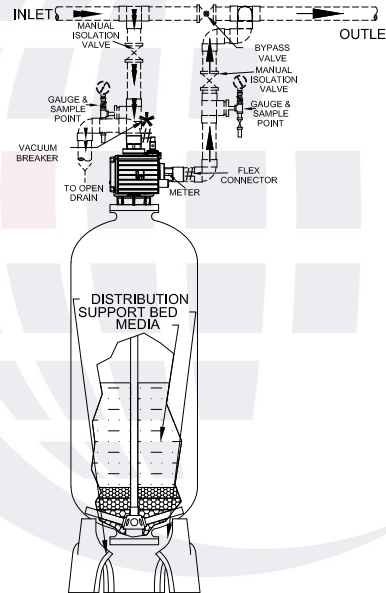 INLET
OUTLE
MANUAL
ISOLATION
VALVE
BYPASS
VALVE
MANUAL
ISOLATION
VALVE
GAUGE &
SAMPLE
POINT
GAUGE &
SAMPLE
POINT
VACUUM
BREAKER
TO OPEN
DRAIN
FLEX
CONNECTOR
METER
DISTRIBUTION
SUPPORT BED
MEDIA